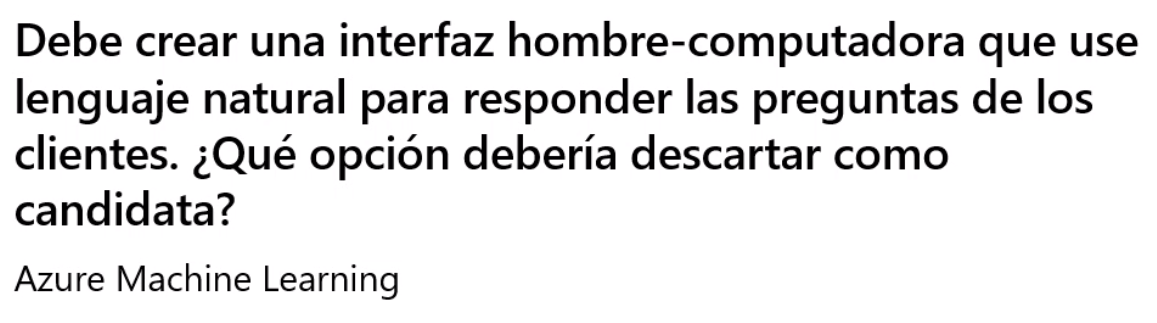 Debe crear una interfaz hombre-computadora que use
lenguaje natural para responder las preguntas de los
clientes. ¿Qué opción debería descartar como
candidata?
Azure Machine Learning